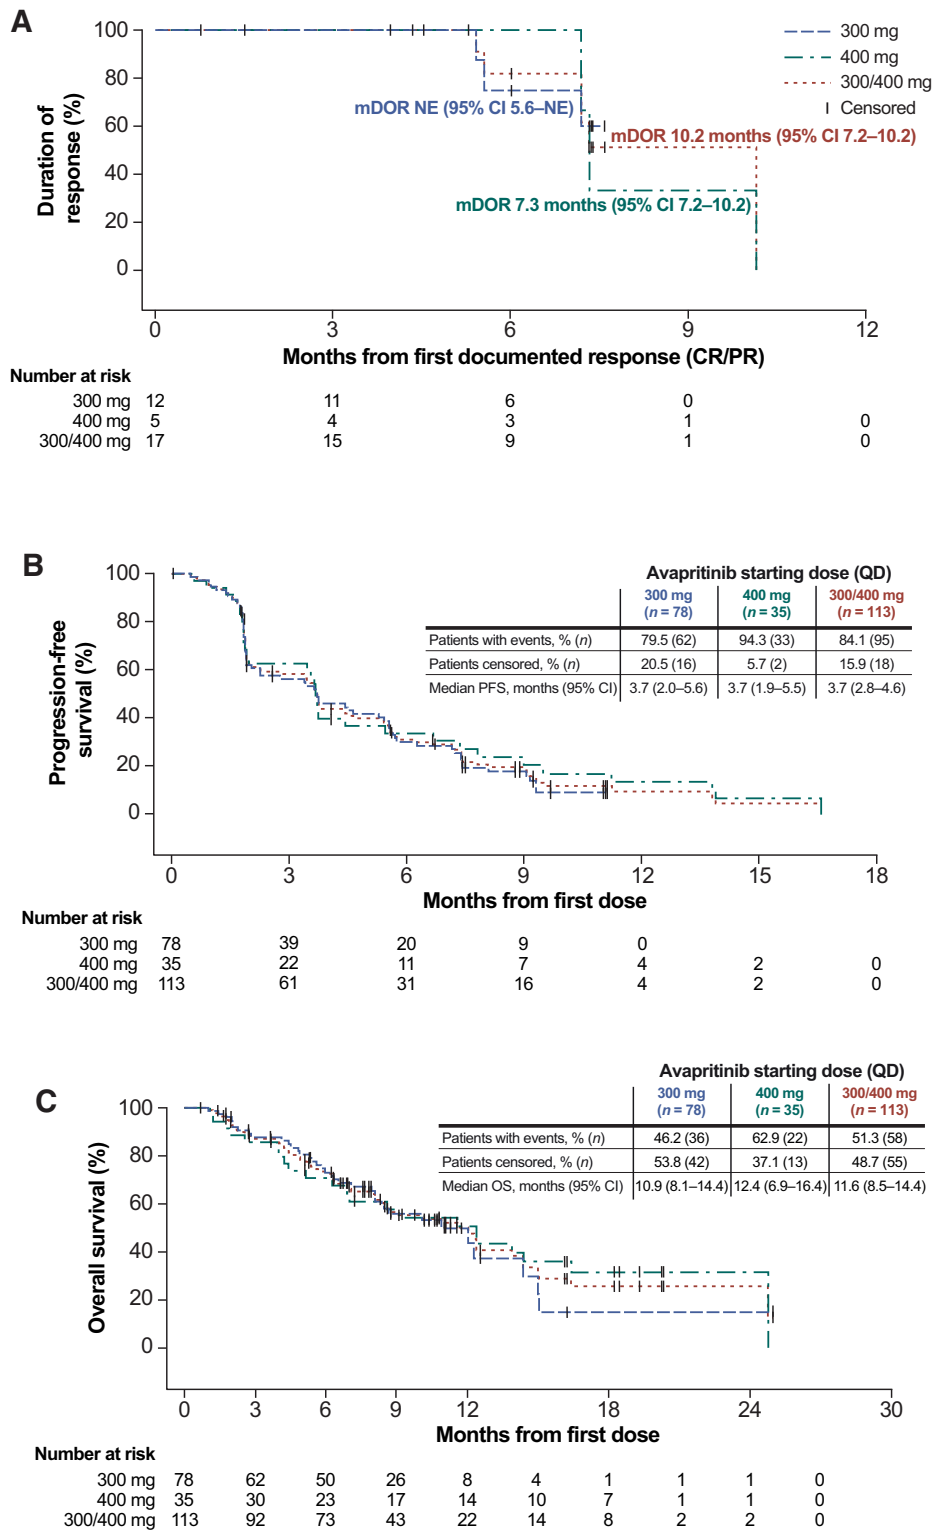 A
100
80
60
40
20
0
Duration of
response (%)
300 mg
400 mg
300/400 mg
Censored
mDOR NE (95% CI 5.6–NE)
mDOR 10.2 months (95% CI 7.2–10.2)
mDOR 7.3 months (95% CI 7.2–10.2)
0 3 6 9 12
Months from first documented response (CR/PR)
Number at risk
300 mg 12 11 6 0
400 mg 5 4 3 1 0
300/400 mg 17 15 9 1 0
B
100
80
60
40
20
0
Progression-free
survival (%)
Avapritinib starting dose (QD)
300 mg 400 mg 300/400 mg
(n = 78) (n = 35) (n = 113)
Patients with events, % (n) 79.5 (62) 94.3 (33) 84.1 (95)
Patients censored, % (n) 20.5 (16) 5.7 (2) 15.9 (18)
Median PFS, months (95% CI) 3.7 (2.0–5.6) 3.7 (1.9–5.5) 3.7 (2.8–4.6)
0 3 6 9 12 15 18
Months from first dose
Number at risk
300 mg 78 39 20 9 0
400 mg 35 22 11 7 4 2 0
300/400 mg 113 61 31 16 4 2 0
C
100
80
60
40
20
0
Overall survival (%)
Avapritinib starting dose (QD)
300 mg 400 mg 300/400 mg
(n = 78) (n = 35) (n = 113)
Patients with events, % (n) 46.2 (36) 62.9 (22) 51.3 (58)
Patients censored, % (n) 53.8 (42) 37.1 (13) 48.7 (55)
Median OS, months (95% CI) 10.9 (8.1–14.4) 12.4 (6.9–16.4) 11.6 (8.5–14.4)
0 3 6 9 12 18 24 30
Months from first dose
Number at risk
300 mg 78 62 50 26 8 4 1 1 1 0
400 mg 35 30 23 17 14 10 7 1 1 0
300/400 mg 113 92 73 43 22 14 8 2 2 0